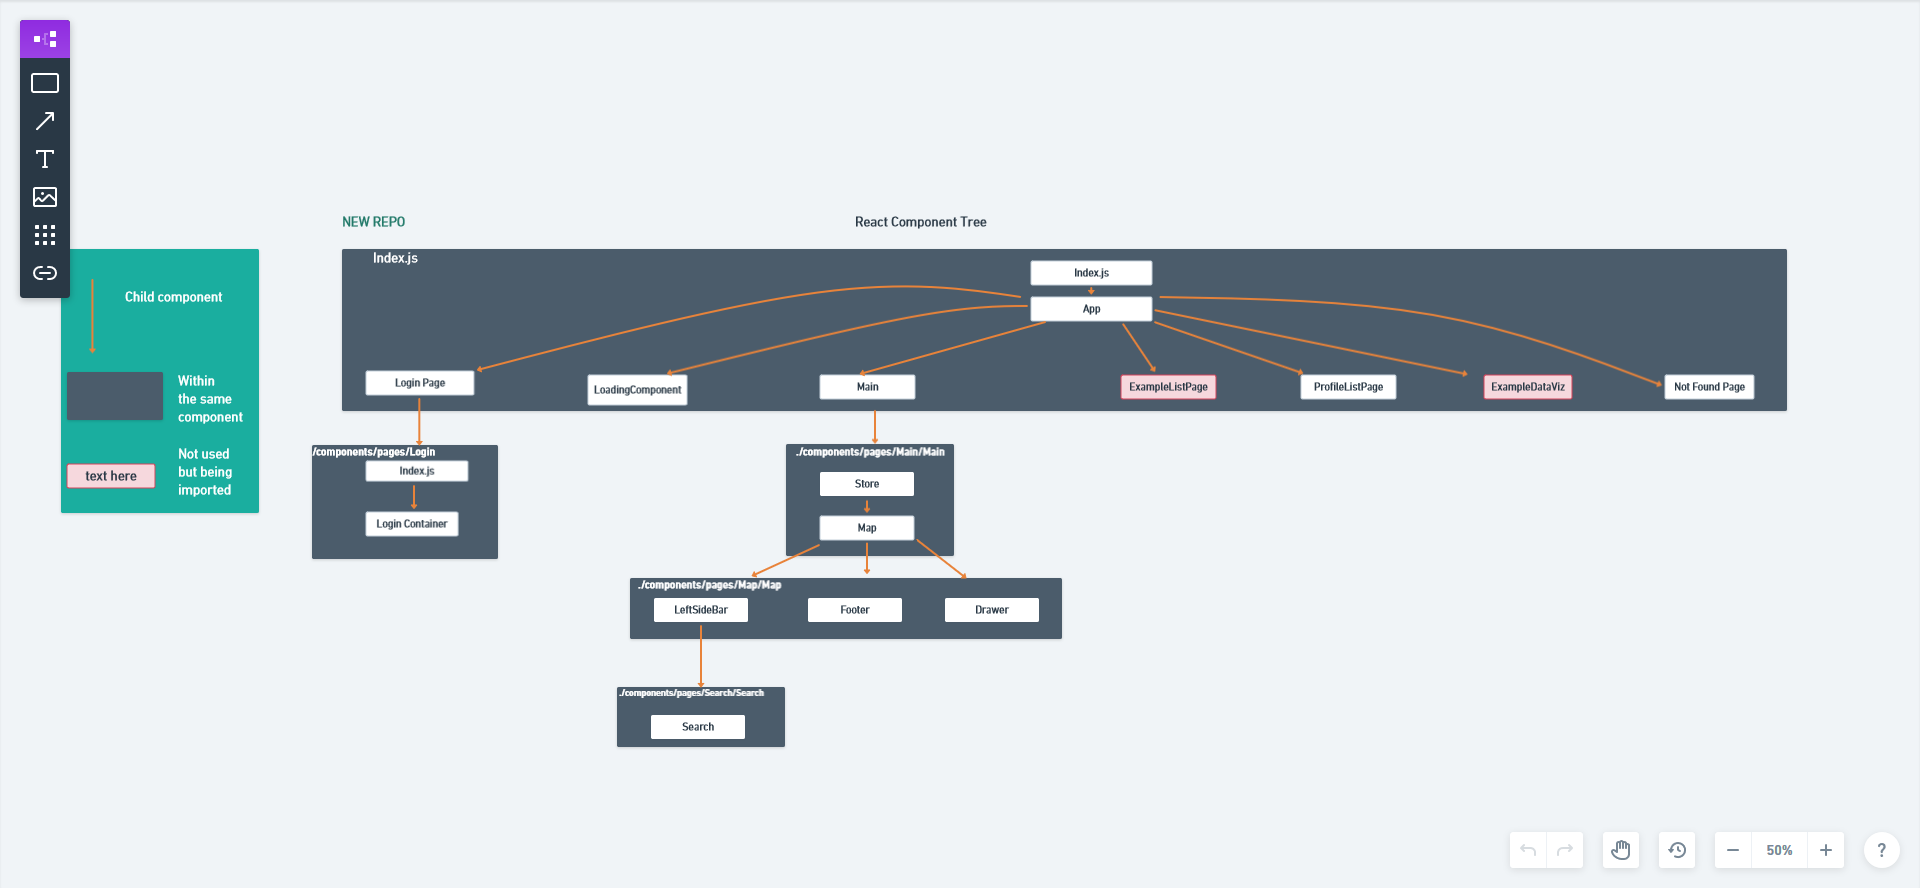 NEW REPO
React Component Tree
Index.js
Index.js
App
Login Page
LoadingComponent
Main
ExampleListPage
ProfileListPage
ExampleDataViz
Not Found Page
Child component
Within
the same
component
text here
Not used
but being
imported
/components/pages/Login
Index.js
Login Container
./components/pages/Main/Main
Store
Map
./components/pages/Map/Map
LeftSideBar
Footer
Drawer
./components/pages/Search/Search
Search
50%
?